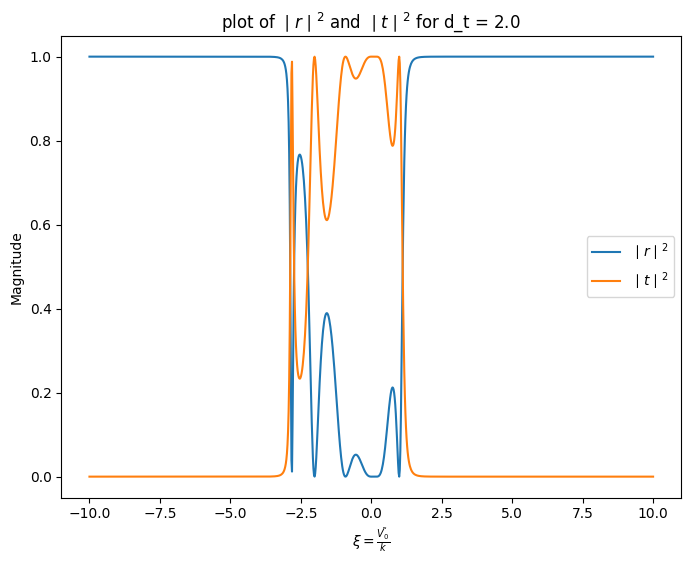 plot of | r |² and | t |² for d_t = 2.0
1.0
0.8
0.6
0.4
0.2
0.0
Magnitude
| r |²
| t |²
−10.0 −7.5 −5.0 −2.5 0.0 2.5 5.0 7.5 10.0